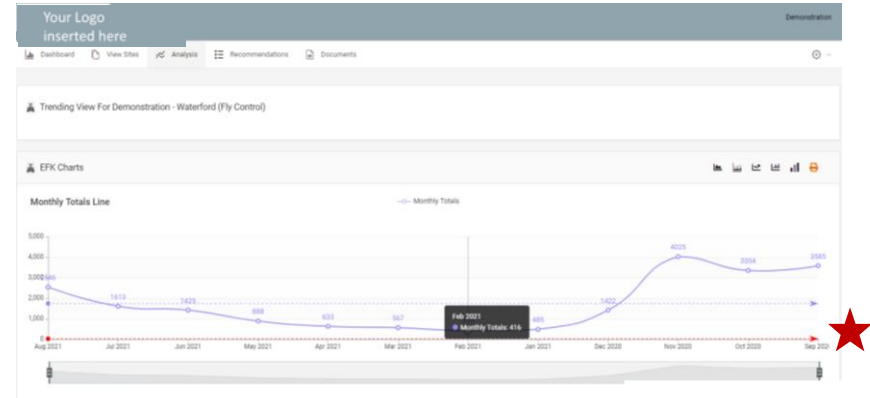 Your Logo
inserted here
Demonstration
Dashboard View Sites Analysis Recommendations Documents
Trending View For Demonstration - Waterford (Fly Control)
EFK Charts
Monthly Totals Line
Monthly Totals
5,000
4,000
3,000
2,000
1,000
0
1613
1425
888
633
567
485
1422
4025
3354
3585
Feb 2021
Monthly Totals: 416
Aug 2021 Jul 2021 Jun 2021 May 2021 Apr 2021 Mar 2021 Feb 2021 Jan 2021 Dec 2020 Nov 2020 Oct 2020 Sep 202